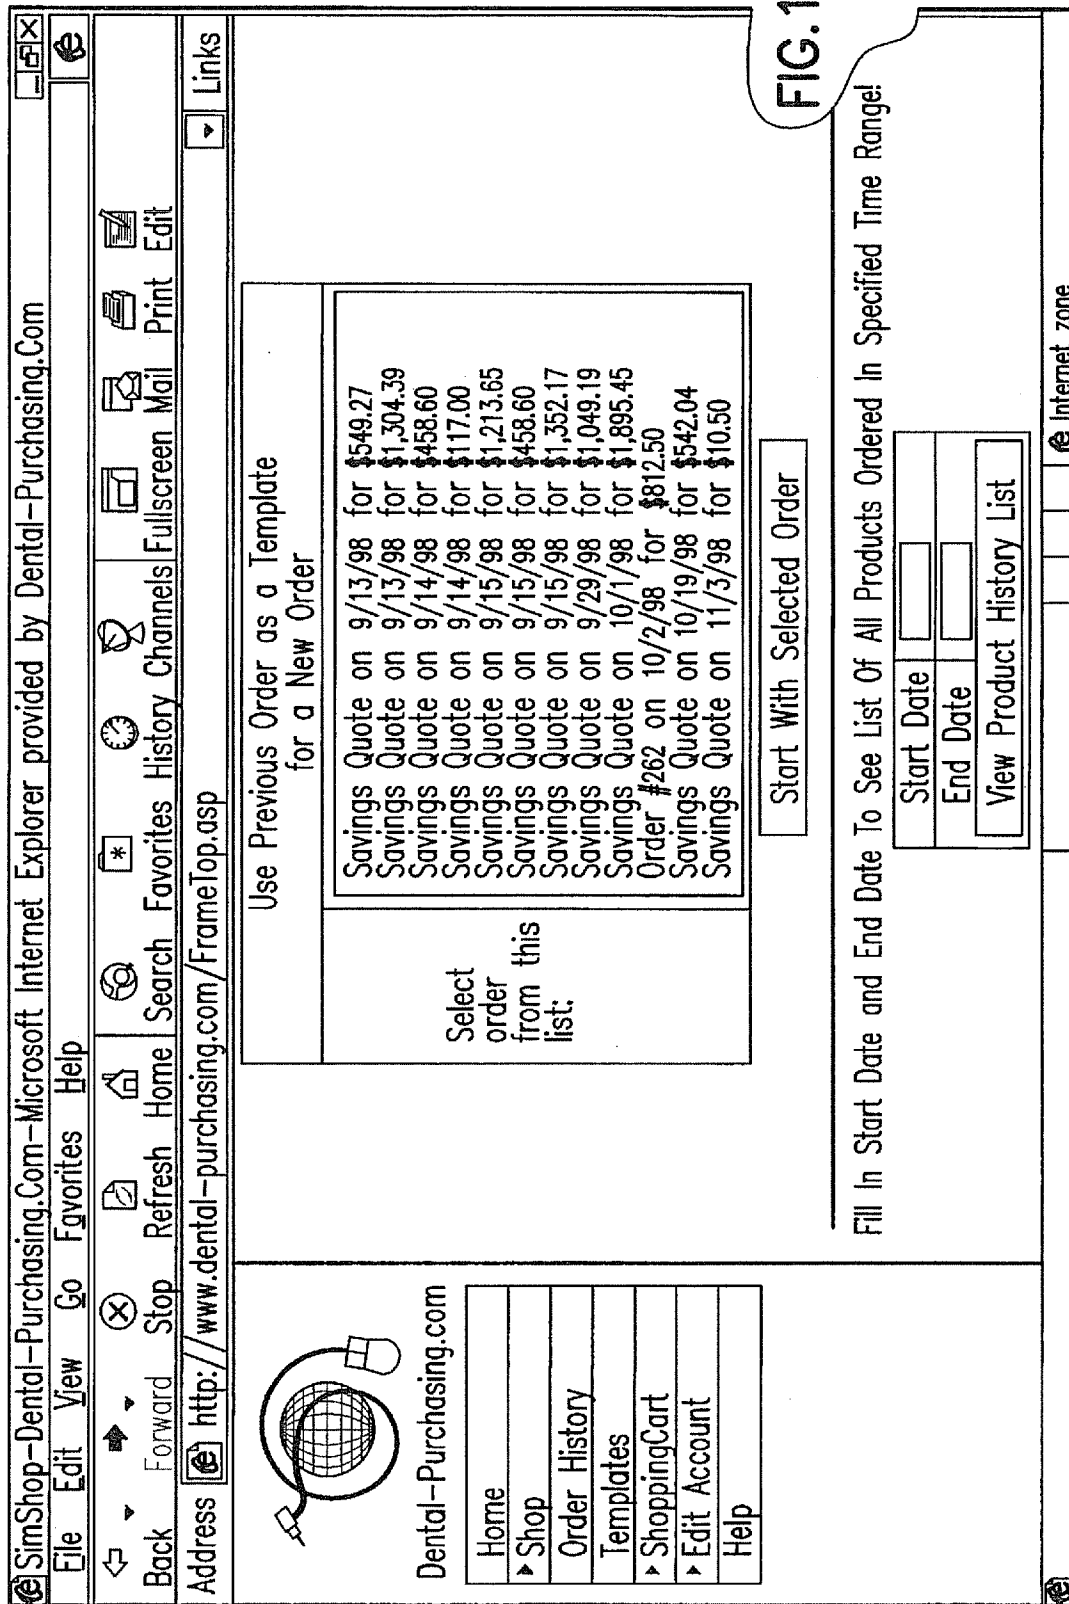 SimShop-Dental-Purchasing.Com-Microsoft Internet Explorer provided by Dental-Purchasing.Com
File Edit View Go Favorites Help
Back Forward Stop Refresh Home Search Favorites History Channels Fullscreen Mail Print Edit
Address http://www.dental-purchasing.com/FrameTop.asp Links
Dental-Purchasing.com
Home
Shop
Order History
Templates
ShoppingCart
Edit Account
Help
Use Previous Order as a Template
for a New Order
Select
order
from this
list:
Savings Quote on 9/13/98 for $549.27
Savings Quote on 9/13/98 for $1,304.39
Savings Quote on 9/14/98 for $458.60
Savings Quote on 9/14/98 for $117.00
Savings Quote on 9/15/98 for $1,213.65
Savings Quote on 9/15/98 for $458.60
Savings Quote on 9/15/98 for $1,352.17
Savings Quote on 9/29/98 for $1,049.19
Savings Quote on 10/1/98 for $1,895.45
Order #262 on 10/2/98 for $812.50
Savings Quote on 10/19/98 for $542.04
Savings Quote on 11/3/98 for $10.50
Start With Selected Order
FIG.1
Fill In Start Date and End Date To See List Of All Products Ordered In Specified Time Range!
Start Date
End Date
View Product History List
Internet zone